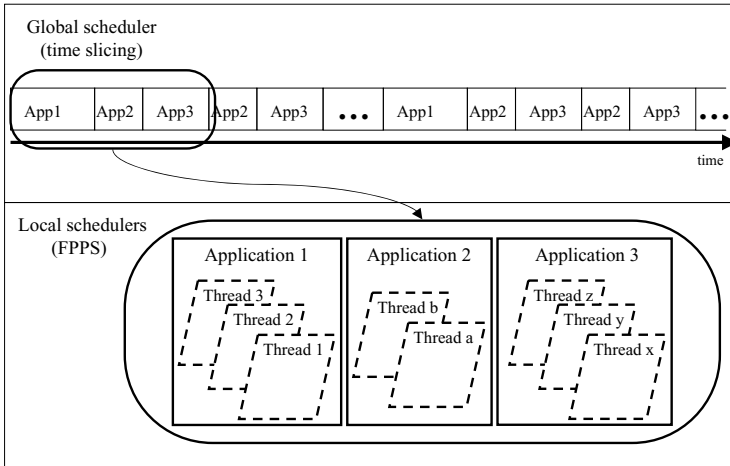 Global scheduler
(time slicing)
App1 App2 App3 App2 App3 ••• App1 App2 App3 App2 App3 •••
time
Local schedulers
(FPPS)
Application 1 Application 2 Application 3
Thread 3 Thread b Thread z
Thread 2 Thread a Thread y
Thread 1 Thread x